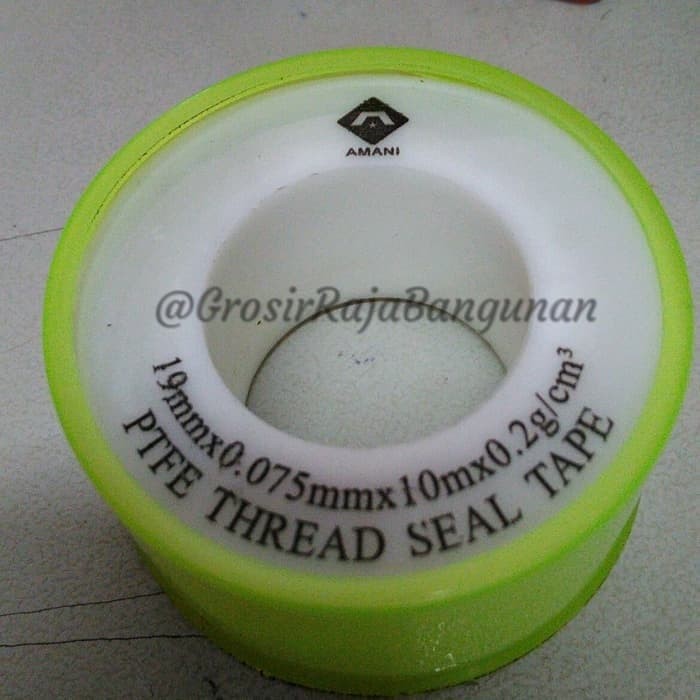 AMANI
@GrosirRajaBangunan
19mmx0.075mmx10mx0.2g/cm³
PTFE THREAD SEAL TAPE